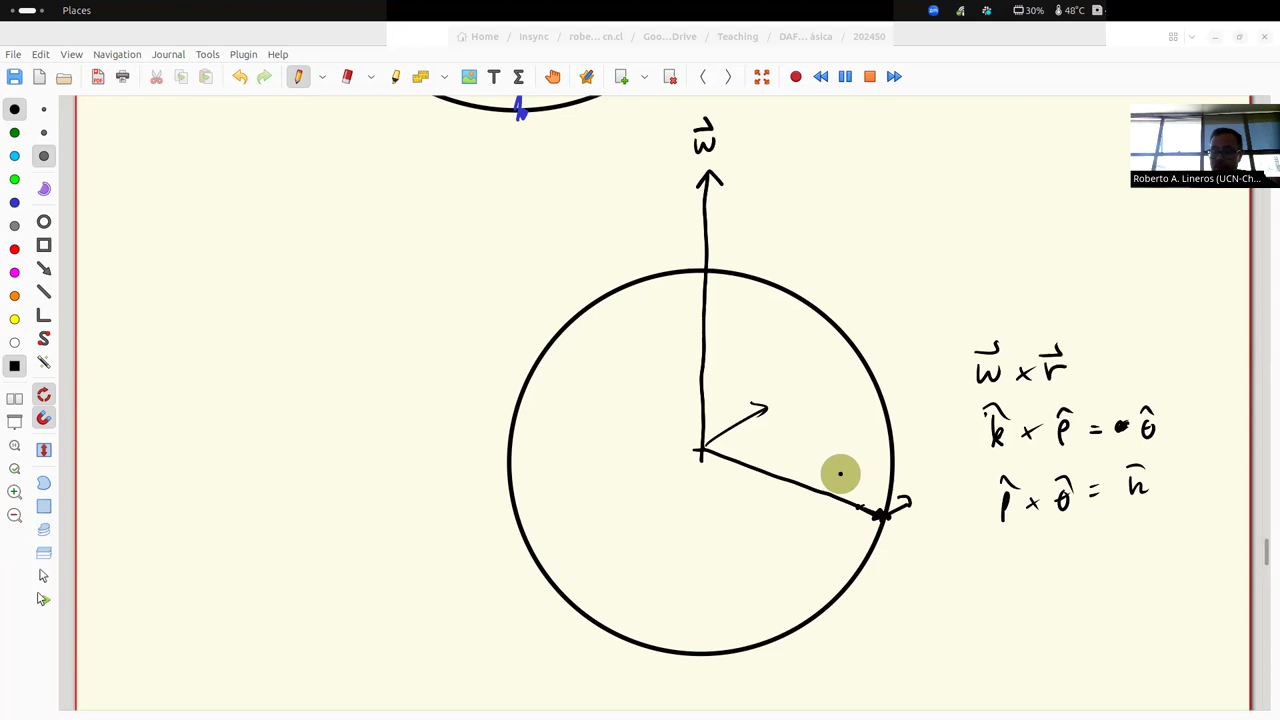 Places
30%
48°C
Home
Insync
robe... cn.cl
Goo...Drive
Teaching
DAF... ásica
202450
File Edit View Navigation Journal Tools Plugin Help
w⃗
Roberto A. Lineros (UCN-Ch...
w⃗ × r⃗
k̂ × ρ̂ = θ̂
ρ̂ × θ̂ =